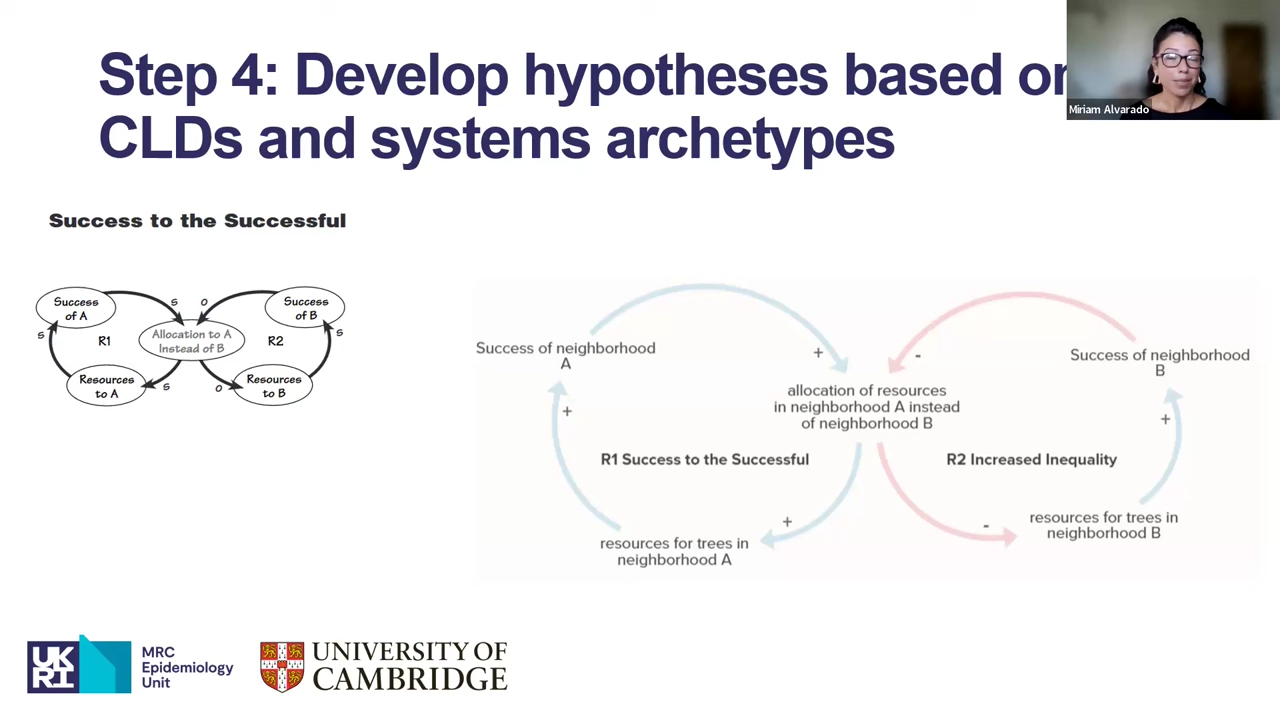 Step 4: Develop hypotheses based on
CLDs and systems archetypes
Miriam Alvarado
Success to the Successful
Success
of A
s
o
Success
of B
s
R1
Allocation to A
Instead of B
R2
s
Resources
to A
s
o
Resources
to B
Success of neighborhood
A
+
-
Success of neighborhood
B
+
allocation of resources
in neighborhood A instead
of neighborhood B
+
R1 Success to the Successful
R2 Increased Inequality
+
-
resources for trees in
neighborhood A
resources for trees in
neighborhood B
UK
RI
MRC
Epidemiology
Unit
UNIVERSITY OF
CAMBRIDGE